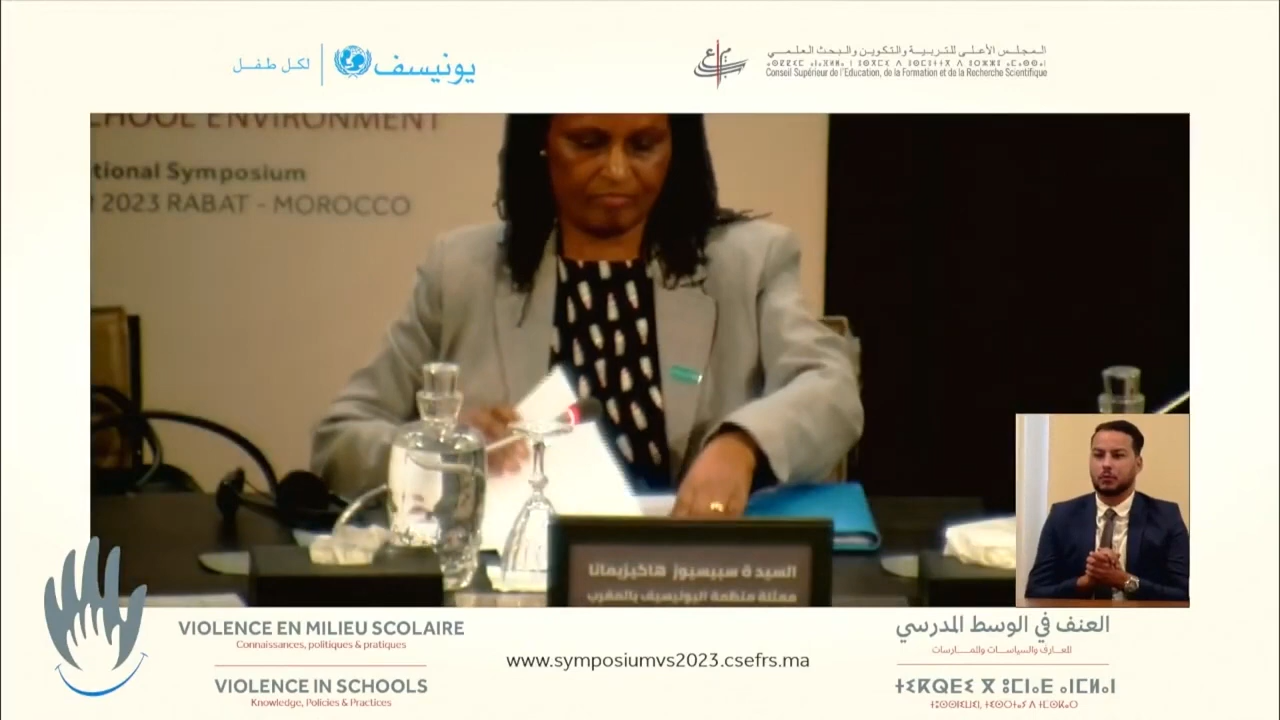 لكل طفل
يونيسف
المجلس الأعلى للتربية والتكوين والبحث العلمي
Conseil Supérieur de l'Education, de la Formation et de la Recherche Scientifique
CHOOL ENVIRONMENT
tional Symposium
2023 RABAT - MOROCCO
السيدة سبيسيوز هاكيزيمانا
ممثلة منظمة اليونيسيف بالمغرب
VIOLENCE EN MILIEU SCOLAIRE
Connaissances, politiques & pratiques
VIOLENCE IN SCHOOLS
Knowledge, Policies & Practices
www.symposiumvs2023.csefrs.ma
العنف في الوسط المدرسي
المعارف والسياسات والممارسات